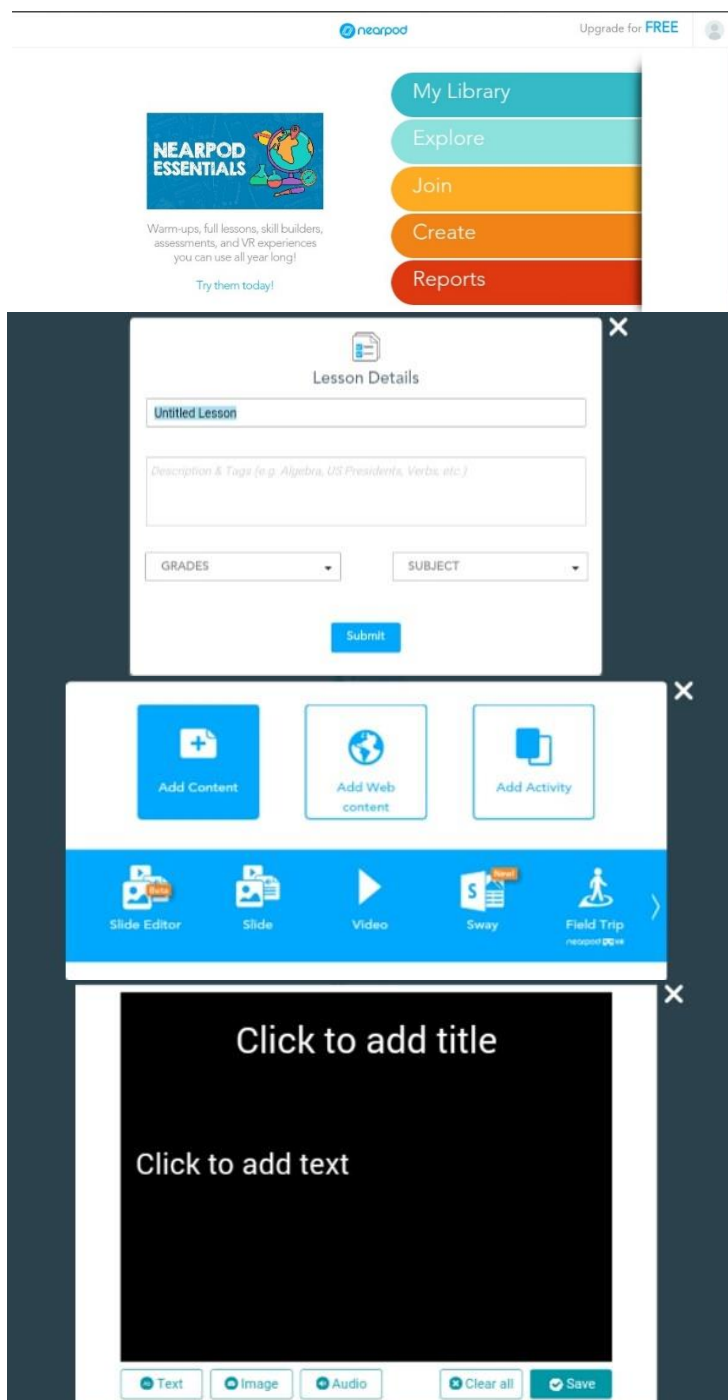 nearpod
Upgrade for FREE
My Library
NEARPOD
ESSENTIALS
Explore
Join
Warm-ups, full lessons, skill builders,
assessments, and VR experiences
you can use all year long!
Create
Try them today!
Reports
Lesson Details
Untitled Lesson
Description & Tags (e.g. Algebra, US Presidents, Verbs, etc.)
GRADES
SUBJECT
Submit
Add Content
Add Web
content
Add Activity
Beta
New!
Slide Editor
Slide
Video
Sway
Field Trip
nearpod VR
Click to add title
Click to add text
Text
Image
Audio
Clear all
Save